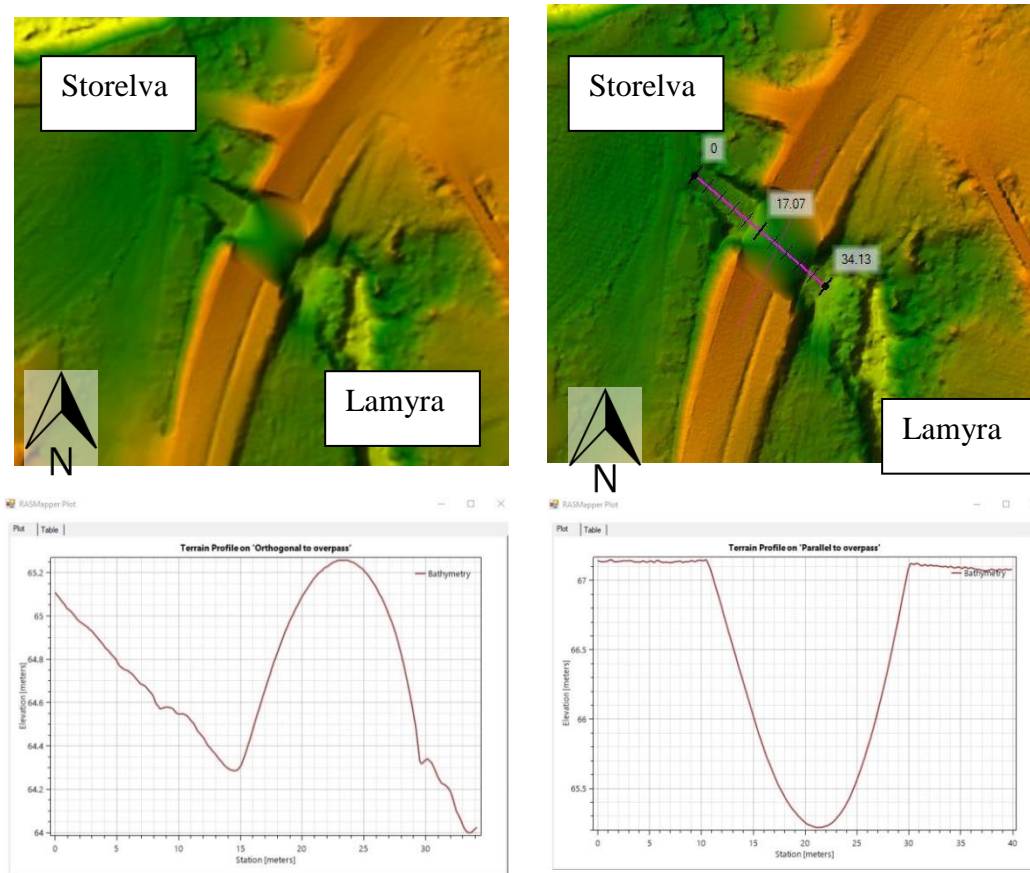 Storelva
Lamyra
N
Storelva
0
17.07
34.13
Lamyra
N
RASMapper Plot
Plot Table
Terrain Profile on 'Orthogonal to overpass'
Bathymetry
65.2
65
64.8
64.6
64.4
64.2
64
Elevation [meters]
0 5 10 15 20 25 30
Station [meters]
RASMapper Plot
Plot Table
Terrain Profile on 'Parallel to overpass'
Bathymetry
67
66.5
66
65.5
Elevation [meters]
0 5 10 15 20 25 30 35 40
Station [meters]